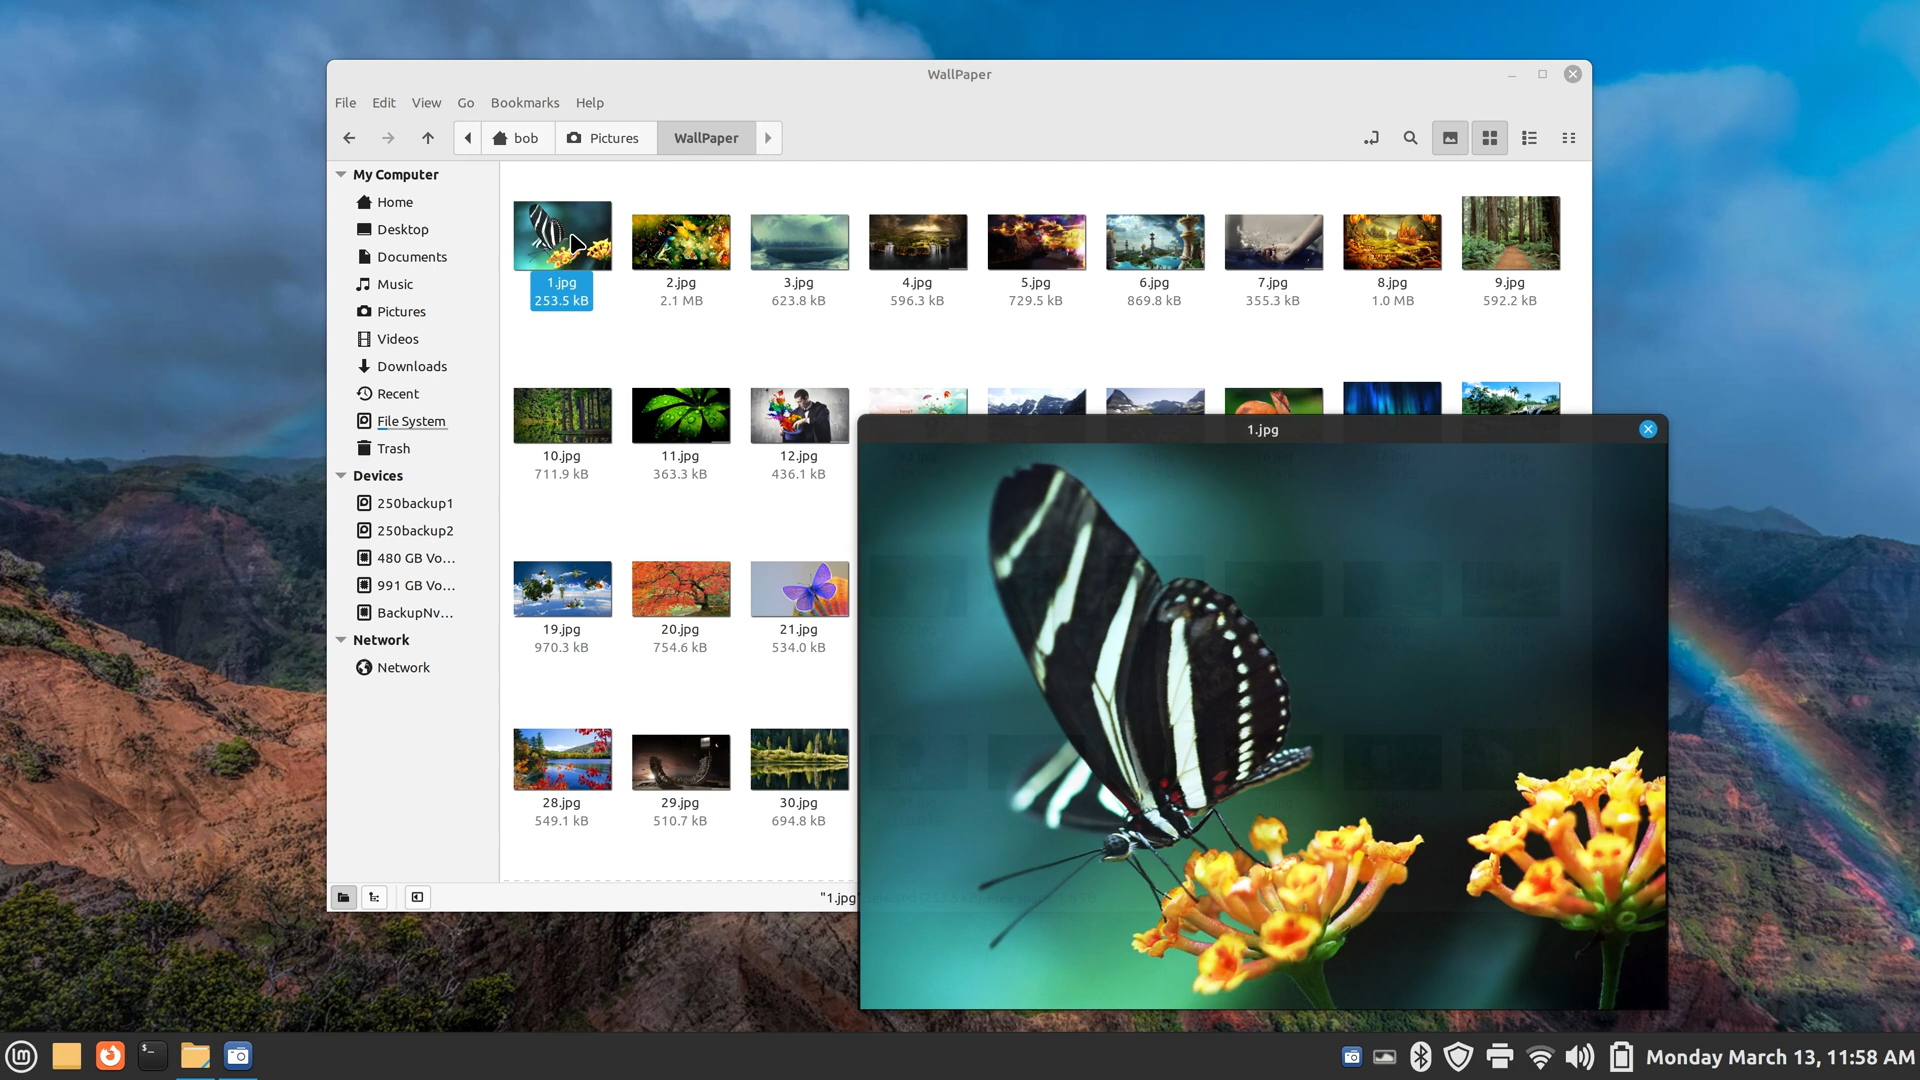 WallPaper
File Edit View Go Bookmarks Help
bob Pictures WallPaper
My Computer
Home
Desktop
Documents
Music
Pictures
Videos
Downloads
Recent
File System
Trash
Devices
250backup1
250backup2
480 GB Vo...
991 GB Vo...
BackupNv...
Network
Network
1.jpg 2.jpg 3.jpg 4.jpg 5.jpg 6.jpg 7.jpg 8.jpg 9.jpg
253.5 kB 2.1 MB 623.8 kB 596.3 kB 729.5 kB 869.8 kB 355.3 kB 1.0 MB 592.2 kB
10.jpg 11.jpg 12.jpg
711.9 kB 363.3 kB 436.1 kB
19.jpg 20.jpg 21.jpg
970.3 kB 754.6 kB 534.0 kB
28.jpg 29.jpg 30.jpg
549.1 kB 510.7 kB 694.8 kB
"1.jpg"
1.jpg
Monday March 13, 11:58 AM